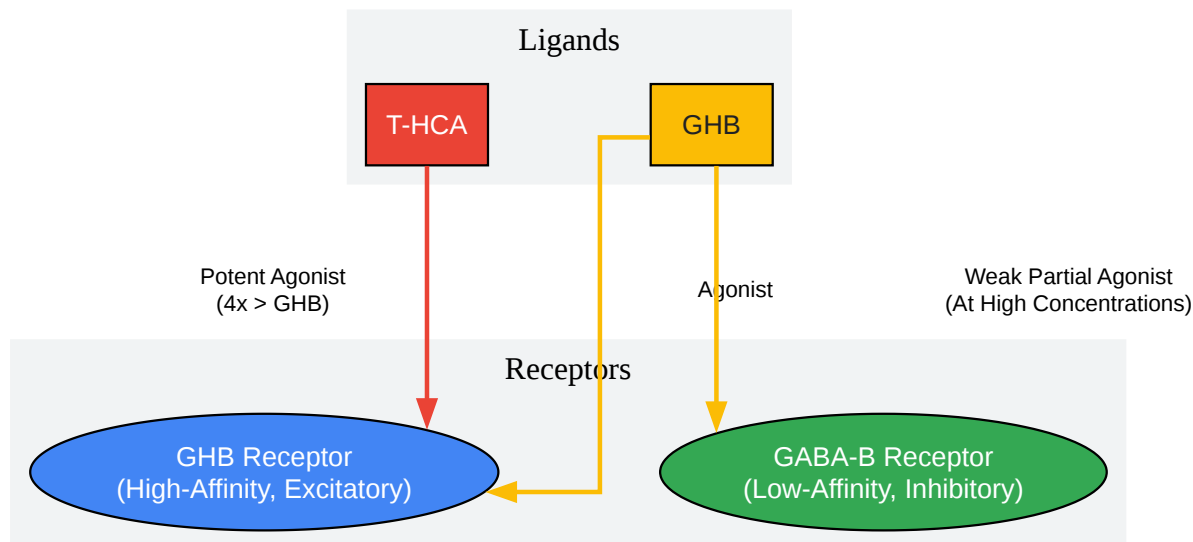 Ligands
T-HCA
GHB
Potent Agonist
(4x > GHB)
Agonist
Weak Partial Agonist
(At High Concentrations)
Receptors
GHB Receptor
(High-Affinity, Excitatory)
GABA-B Receptor
(Low-Affinity, Inhibitory)